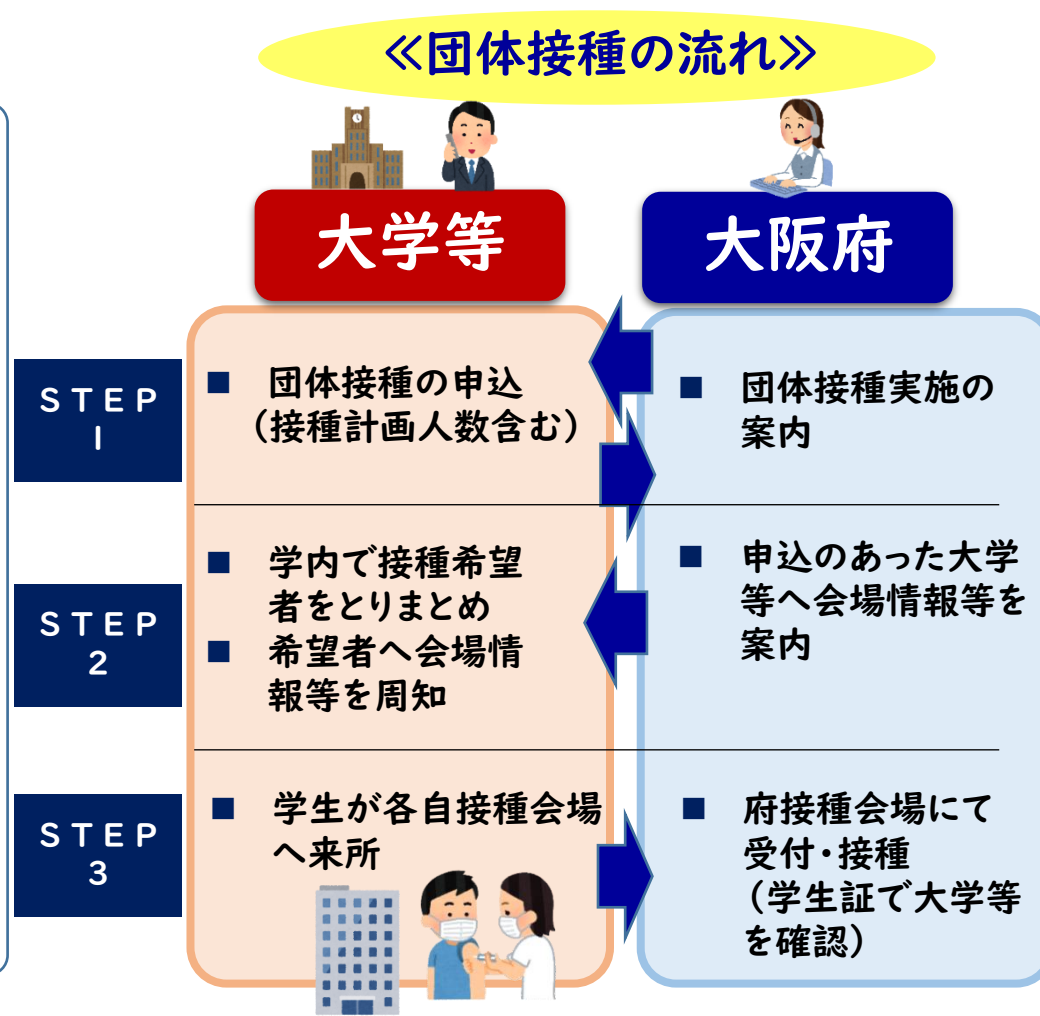 ≪団体接種の流れ≫
大学等
大阪府
STEP
1
■ 団体接種の申込
（接種計画人数含む）
■ 団体接種実施の
案内
STEP
2
■ 学内で接種希望
者をとりまとめ
■ 希望者へ会場情
報等を周知
■ 申込のあった大学
等へ会場情報等を
案内
STEP
3
■ 学生が各自接種会場
へ来所
■ 府接種会場にて
受付・接種
（学生証で大学等
を確認）